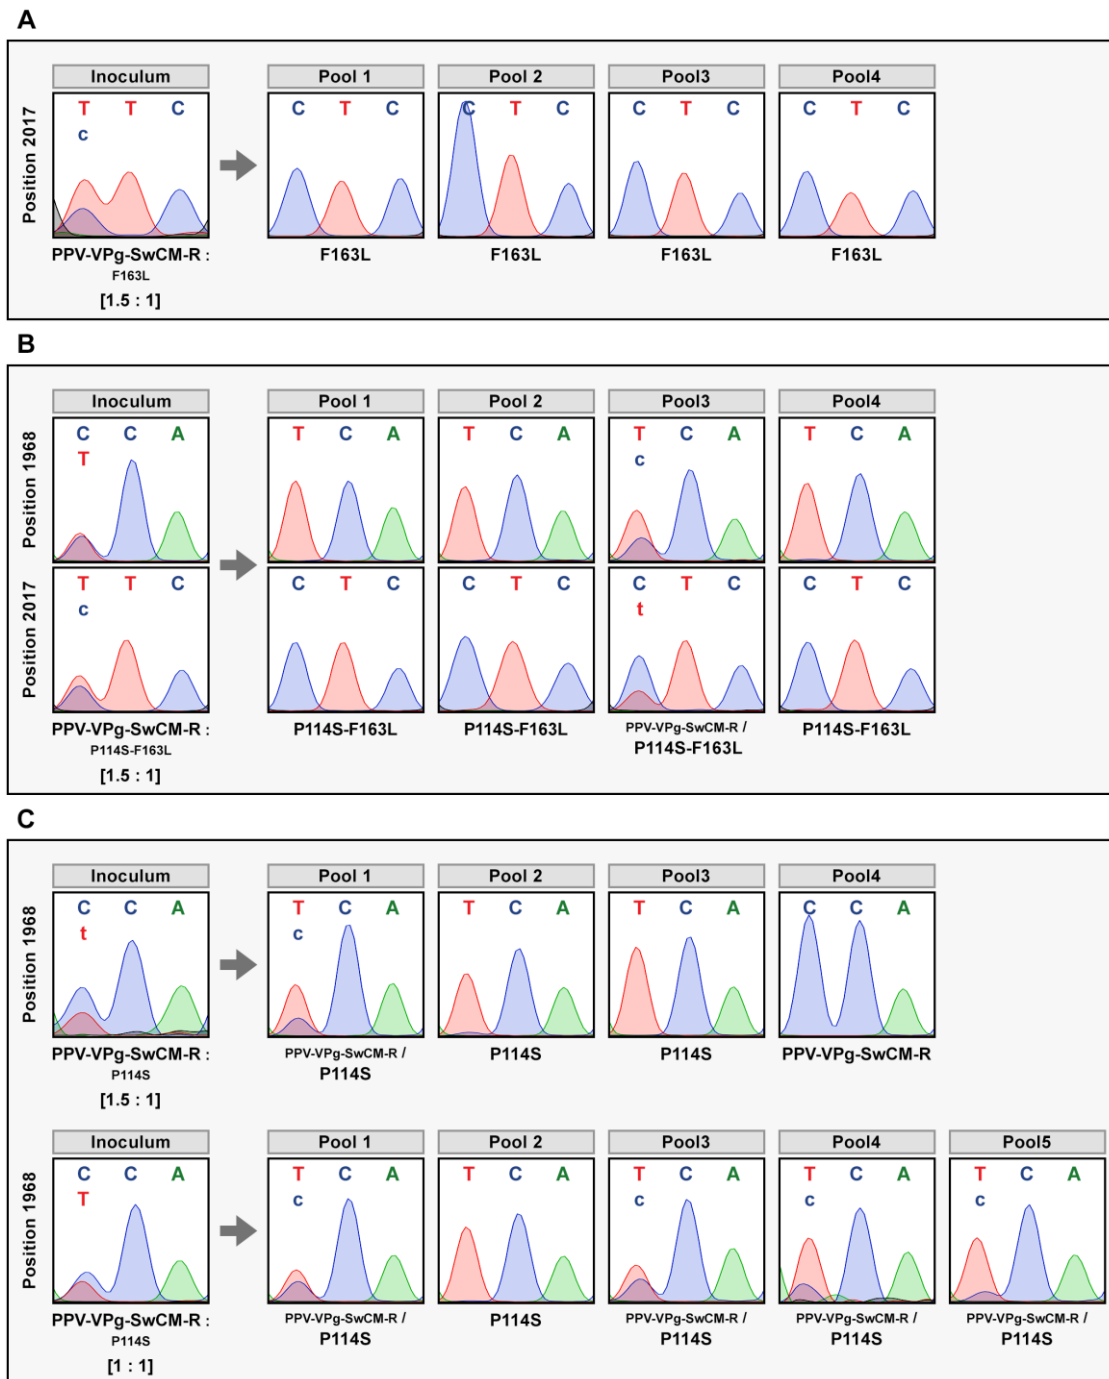 A
Inoculum Pool 1 Pool 2 Pool3 Pool4
Position 2017
T T C C T C C T C C T C C T C
c
PPV-VPg-SwCM-R : F163L F163L F163L F163L
F163L
[1.5 : 1]
B
Inoculum Pool 1 Pool 2 Pool3 Pool4
Position 1968
C C A T C A T C A T C A T C A
T c
Position 2017
T T C C T C C T C C T C C T C
c t
PPV-VPg-SwCM-R : P114S-F163L P114S-F163L PPV-VPg-SwCM-R / P114S-F163L
P114S-F163L P114S-F163L
[1.5 : 1]
C
Inoculum Pool 1 Pool 2 Pool3 Pool4
Position 1968
C C A T C A T C A T C A C C A
t c
PPV-VPg-SwCM-R : PPV-VPg-SwCM-R / P114S P114S PPV-VPg-SwCM-R
P114S P114S
[1.5 : 1]
Inoculum Pool 1 Pool 2 Pool3 Pool4 Pool5
Position 1968
C C A T C A T C A T C A T C A T C A
T c c c c
PPV-VPg-SwCM-R : PPV-VPg-SwCM-R / P114S PPV-VPg-SwCM-R / PPV-VPg-SwCM-R / PPV-VPg-SwCM-R /
P114S P114S P114S P114S P114S
[1 : 1]